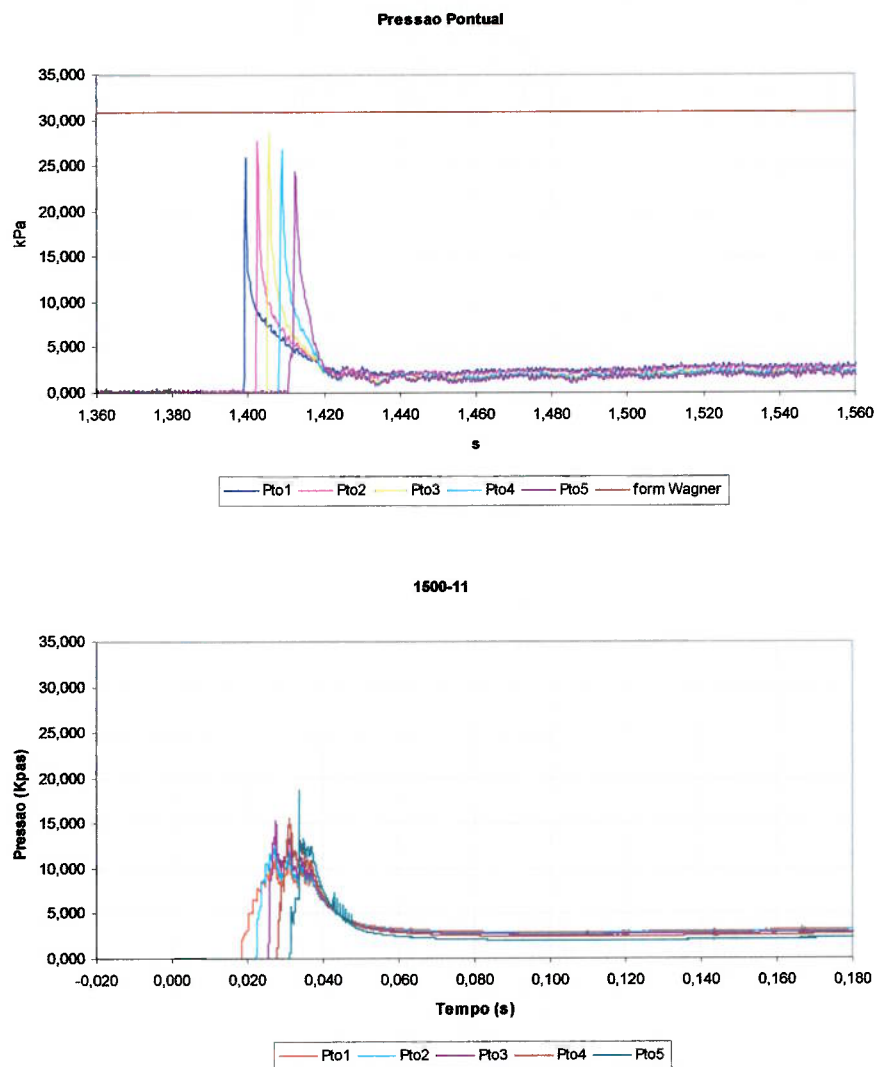 Pressao Pontual
35,000
30,000
25,000
20,000
15,000
10,000
5,000
0,000
kPa
1,360 1,380 1,400 1,420 1,440 1,460 1,480 1,500 1,520 1,540 1,560
s
Pto1 Pto2 Pto3 Pto4 Pto5 form Wagner
1500-11
35,000
30,000
25,000
20,000
15,000
10,000
5,000
0,000
Pressao (Kpas)
-0,020 0,000 0,020 0,040 0,060 0,080 0,100 0,120 0,140 0,160 0,180
Tempo (s)
Pto1 Pto2 Pto3 Pto4 Pto5